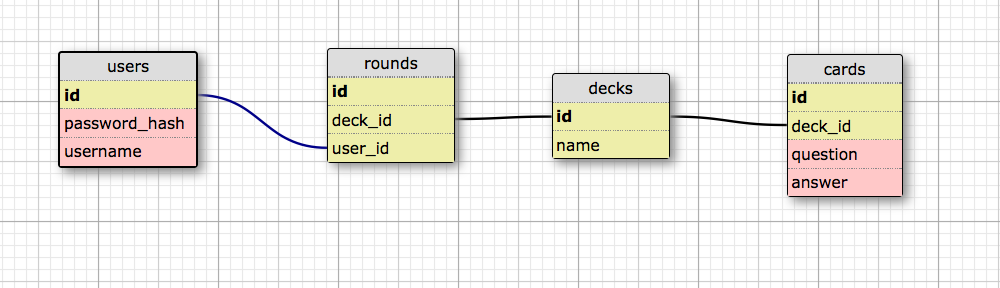 users
id
password_hash
username
rounds
id
deck_id
user_id
decks
id
name
cards
id
deck_id
question
answer